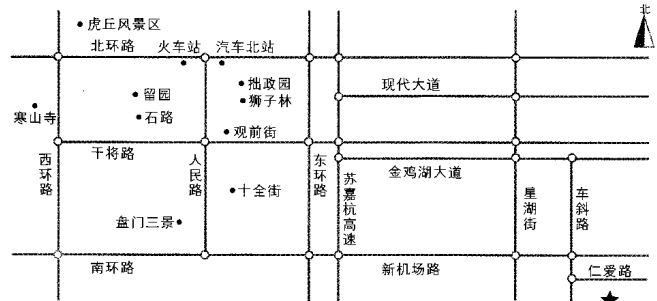 虎丘风景区
北
北环路
火车站
汽车北站
留园
石路
拙政园
狮子林
现代大道
寒山寺
观前街
干将路
西环路
人民路
东环路
苏嘉杭高速
金鸡湖大道
星湖街
车斜路
十全街
盘门三景
南环路
新机场路
仁爱路